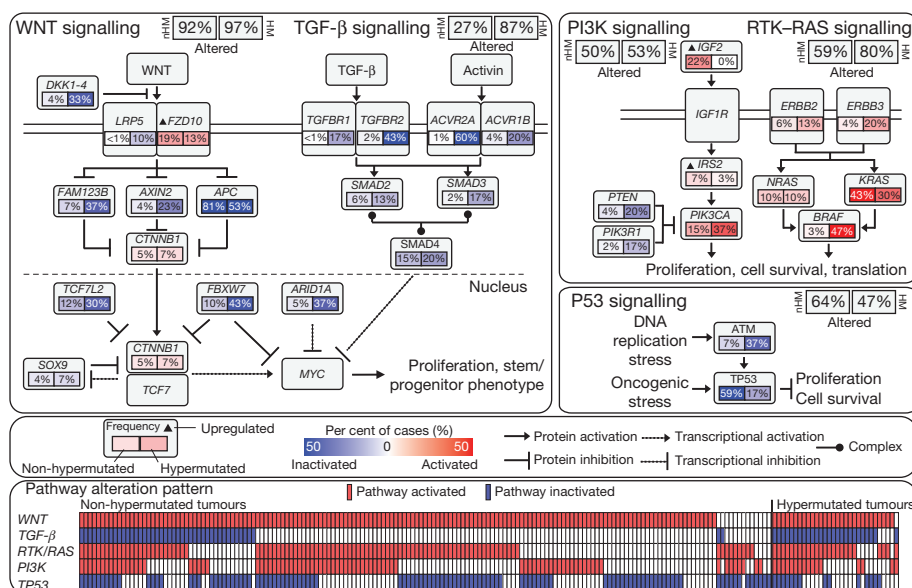 WNT signalling
nHM 92% 97% HM
Altered
TGF-β signalling
nHM 27% 87% HM
Altered
DKK1-4
4% 33%
WNT
LRP5 ▲FZD10
<1% 10% 19% 13%
TGF-β
Activin
TGFBR1 TGFBR2
<1% 17% 2% 43%
ACVR2A ACVR1B
1% 60% 4% 20%
FAM123B
7% 37%
AXIN2
4% 23%
APC
81% 53%
SMAD2
6% 13%
SMAD3
2% 17%
CTNNB1
5% 7%
SMAD4
15% 20%
Nucleus
TCF7L2
12% 30%
FBXW7
10% 43%
ARID1A
5% 37%
SOX9
4% 7%
CTNNB1
5% 7%
TCF7
MYC
Proliferation, stem/
progenitor phenotype
PI3K signalling
nHM 50% 53% HM
Altered
▲IGF2
22% 0%
RTK–RAS signalling
nHM 59% 80% HM
Altered
IGF1R
ERBB2
6% 13%
ERBB3
4% 20%
▲IRS2
7% 3%
NRAS
10% 10%
KRAS
43% 30%
PTEN
4% 20%
PIK3R1
2% 17%
PIK3CA
15% 37%
BRAF
3% 47%
Proliferation, cell survival, translation
P53 signalling
nHM 64% 47% HM
Altered
DNA
replication
stress
ATM
7% 37%
Oncogenic
stress
TP53
59% 17%
Proliferation
Cell survival
Frequency ▲ Upregulated
Non-hypermutated Hypermutated
Per cent of cases (%)
50 0 50
Inactivated Activated
Protein activation
Transcriptional activation
Protein inhibition
Transcriptional inhibition
Complex
Pathway alteration pattern
Pathway activated Pathway inactivated
Non-hypermutated tumours Hypermutated tumours
WNT
TGF-β
RTK/RAS
PI3K
TP53